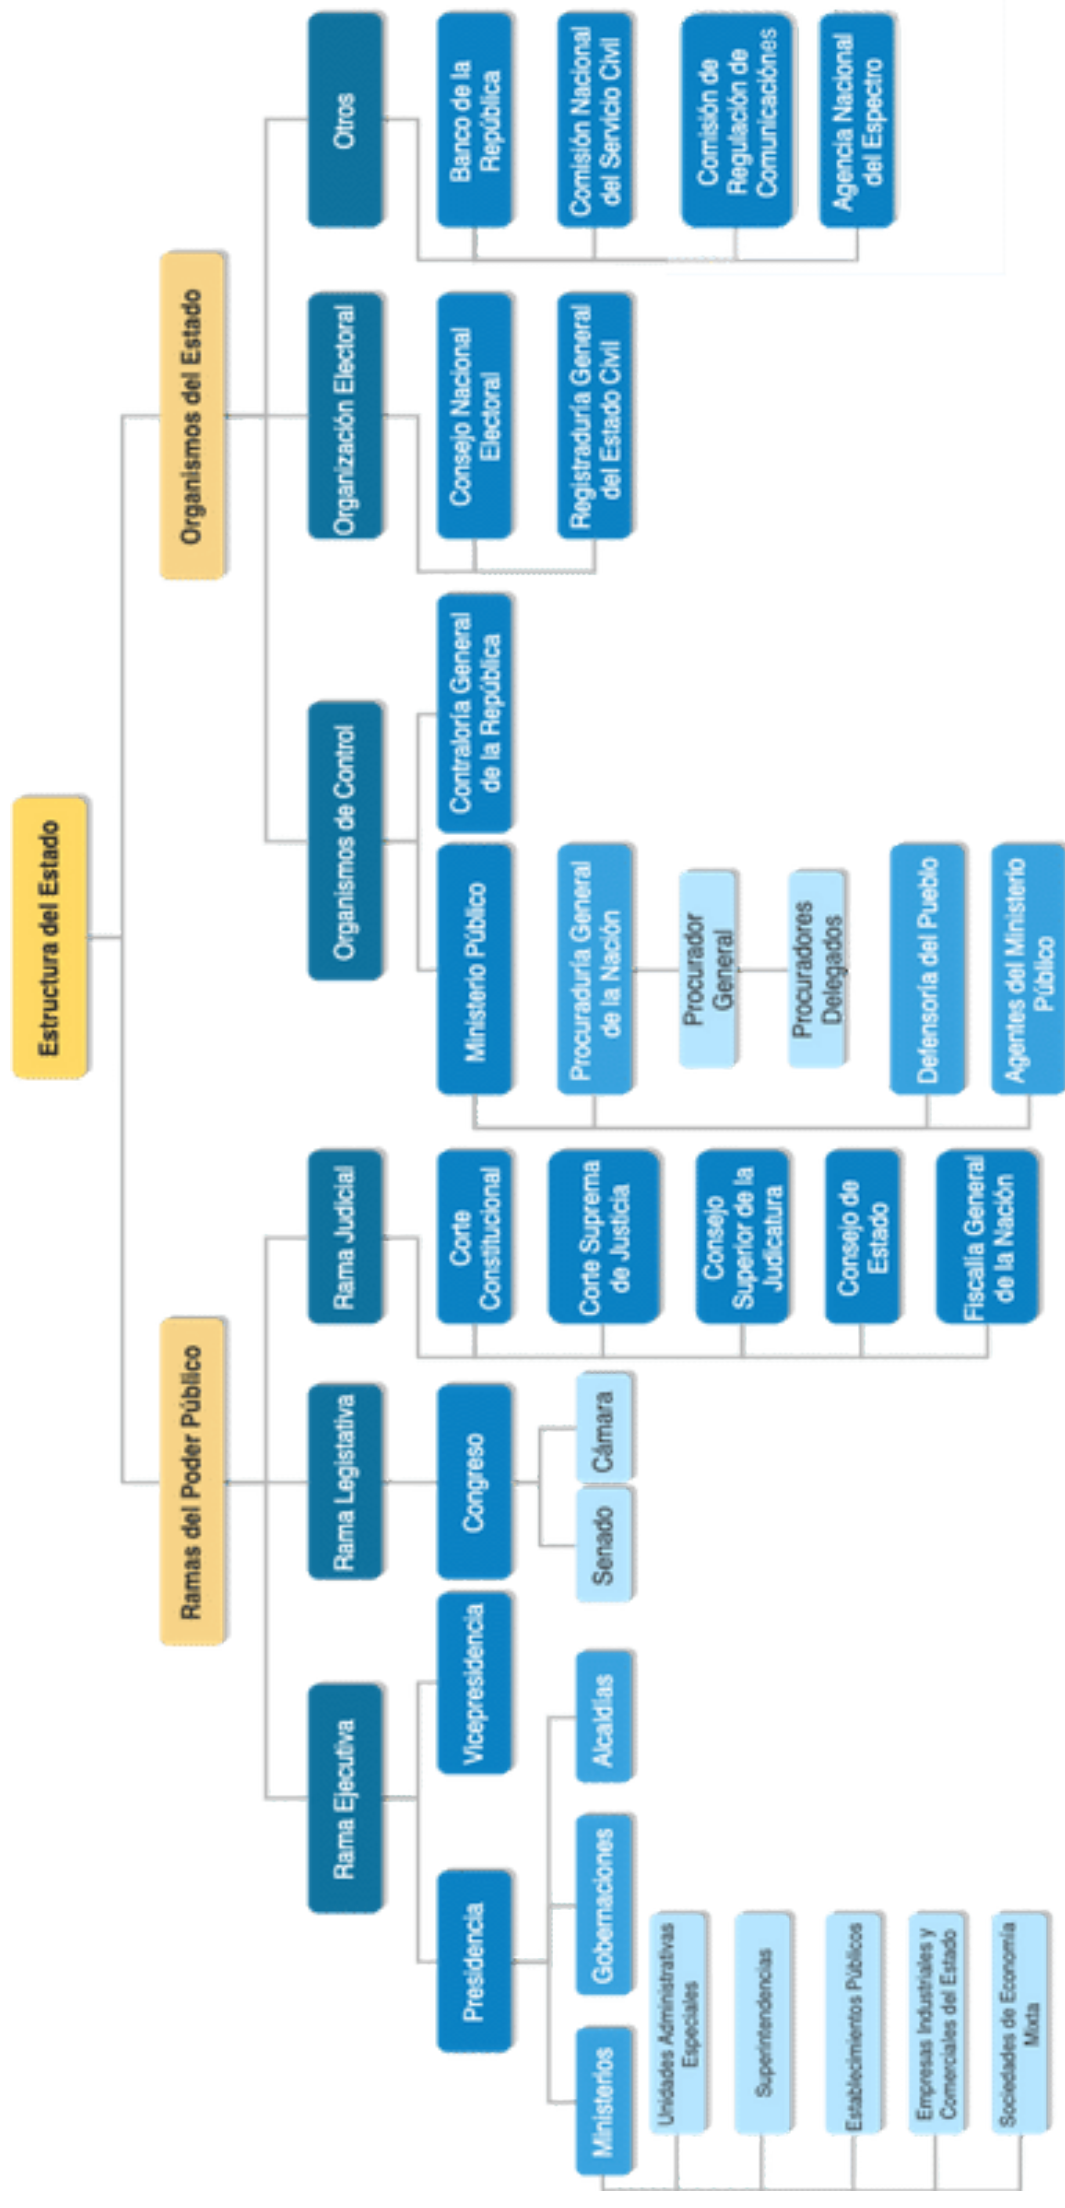 Estructura del Estado
Ramas del Poder Público
Organismos del Estado
Rama Ejecutiva
Rama Legistativa
Rama Judicial
Organismos de Control
Organización Electoral
Otros
Presidencia
Vicepresidencia
Congreso
Corte
Constitucional
Ministerio Público
Contraloría General
de la República
Consejo Nacional
Electoral
Banco de la
República
Ministerios
Gobernaciones
Alcaldías
Senado
Cámara
Corte Suprema
de Justicia
Procuraduría General
de la Nación
Registraduría General
del Estado Civil
Comisión Nacional
del Servicio Civil
Unidades Administrativas
Especiales
Consejo
Superior de la
Judicatura
Procurador
General
Comisión de
Regulación de
Comunicaciónes
Superintendencias
Procuradores
Delegados
Establecimientos Públicos
Consejo de
Estado
Agencia Nacional
del Espectro
Empresas Industriales y
Comerciales del Estado
Defensoría del Pueblo
Sociedades de Economía
Mixta
Fiscalía General
de la Nación
Agentes del Ministerio
Público